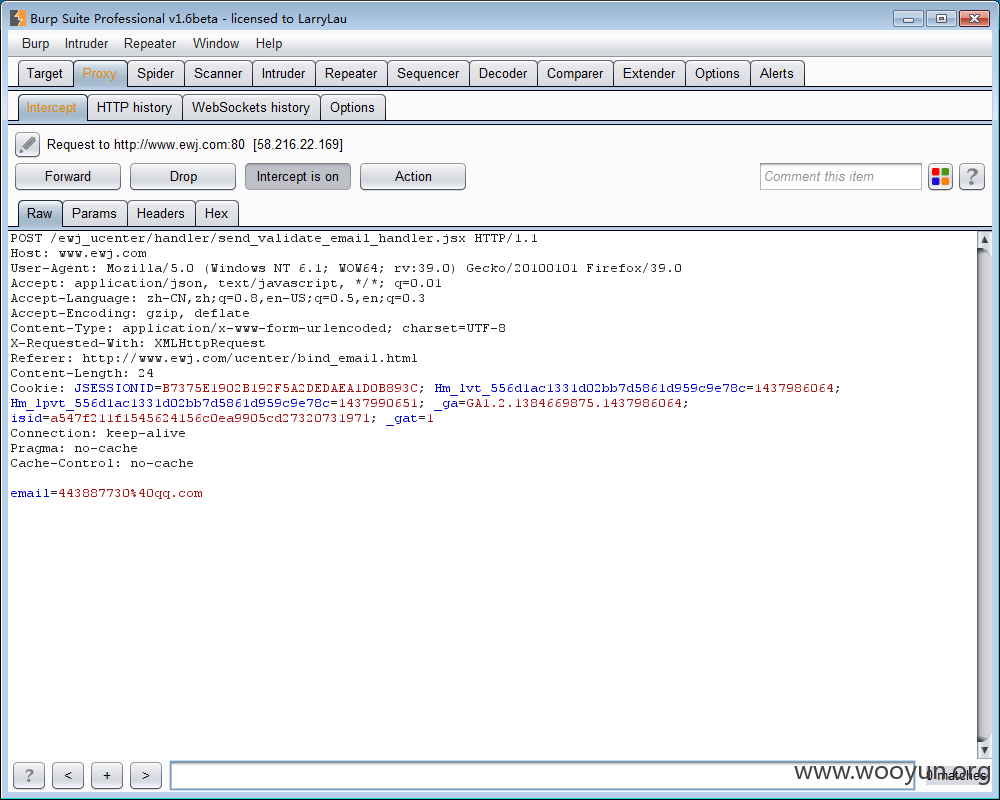 Burp Suite Professional v1.6beta - licensed to LarryLau
Burp Intruder Repeater Window Help
Target Proxy Spider Scanner Intruder Repeater Sequencer Decoder Comparer Extender Options Alerts
Intercept HTTP history WebSockets history Options
Request to http://www.ewj.com:80 [58.216.22.169]
Forward Drop Intercept is on Action Comment this item ?
Raw Params Headers Hex
POST /ewj_ucenter/handler/send_validate_email_handler.jsx HTTP/1.1
Host: www.ewj.com
User-Agent: Mozilla/5.0 (Windows NT 6.1; WOW64; rv:39.0) Gecko/20100101 Firefox/39.0
Accept: application/json, text/javascript, */*; q=0.01
Accept-Language: zh-CN,zh;q=0.8,en-US;q=0.5,en;q=0.3
Accept-Encoding: gzip, deflate
Content-Type: application/x-www-form-urlencoded; charset=UTF-8
X-Requested-With: XMLHttpRequest
Referer: http://www.ewj.com/ucenter/bind_email.html
Content-Length: 24
Cookie: JSESSIONID=B7375E1902B192F5A2DEDAEA1D0B893C; Hm_lvt_556d1ac1331d02bb7d5861d959c9e78c=1437986064;
Hm_lpvt_556d1ac1331d02bb7d5861d959c9e78c=1437990651; _ga=GA1.2.1384669875.1437986064;
isid=a547f211f1545624156c0ea9905cd27320731971; _gat=1
Connection: keep-alive
Pragma: no-cache
Cache-Control: no-cache
email=443887730%40qq.com
? < + > 0 matches
www.wooyun.org